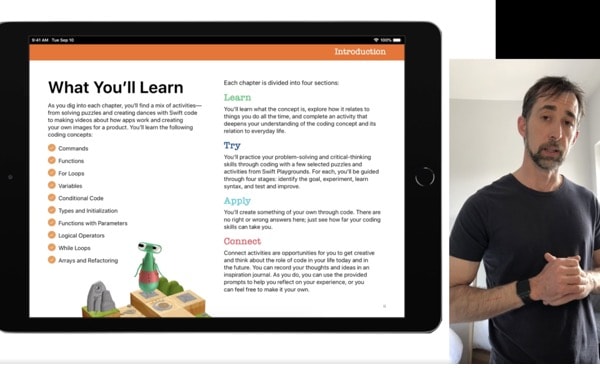 9:41 AM Tue Sep 10
100%
Introduction
What You'll Learn
As you dig into each chapter, you'll find a mix of activities—
from solving puzzles and creating dances with Swift code
to making videos about how apps work and creating
your own images for a product. You'll learn the following
coding concepts:
Commands
Functions
For Loops
Variables
Conditional Code
Types and Initialization
Functions with Parameters
Logical Operators
While Loops
Arrays and Refactoring
Each chapter is divided into four sections:
Learn
You'll learn what the concept is, explore how it relates to
things you do all the time, and complete an activity that
deepens your understanding of the coding concept and its
relation to everyday life.
Try
You'll practice your problem-solving and critical-thinking
skills through coding with a few selected puzzles and
activities from Swift Playgrounds. For each, you'll be guided
through four stages: identify the goal, experiment, learn
syntax, and test and improve.
Apply
You'll create something of your own through code. There are
no right or wrong answers here; just see how far your coding
skills can take you.
Connect
Connect activities are opportunities for you to get creative
and think about the role of code in your life today and in
the future. You can record your thoughts and ideas in an
inspiration journal. As you do, you can use the provided
prompts to help you reflect on your experience, or you
can feel free to make it your own.